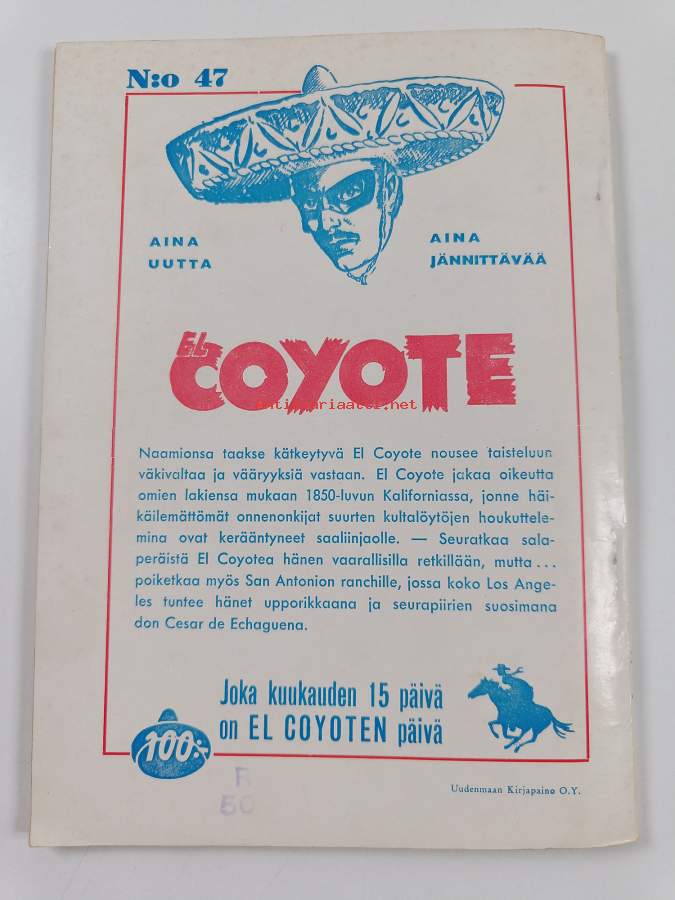 N:o 47
AINA
UUTTA
AINA
JÄNNITTÄVÄÄ
EL
COYOTE
antikvariaatti.net
Naamionsa taakse kätkeytyvä El Coyote nousee taisteluun
väkivaltaa ja vääryyksiä vastaan. El Coyote jakaa oikeutta
omien lakiensa mukaan 1850-luvun Kaliforniassa, jonne häi-
käilemättömät onnenonkijat suurten kultalöytöjen houkuttele-
mina ovat kerääntyneet saaliinjaolle. — Seuratkaa sala-
peräistä El Coyotea hänen vaarallisilla retkillään, mutta ...
poiketkaa myös San Antonion ranchille, jossa koko Los Ange-
les tuntee hänet upporikkaana ja seurapiirien suosimana
don Cesar de Echaguena.
Joka kuukauden 15 päivä
on EL COYOTEN päivä
100:-
R
50
Uudenmaan Kirjapaino O.Y.